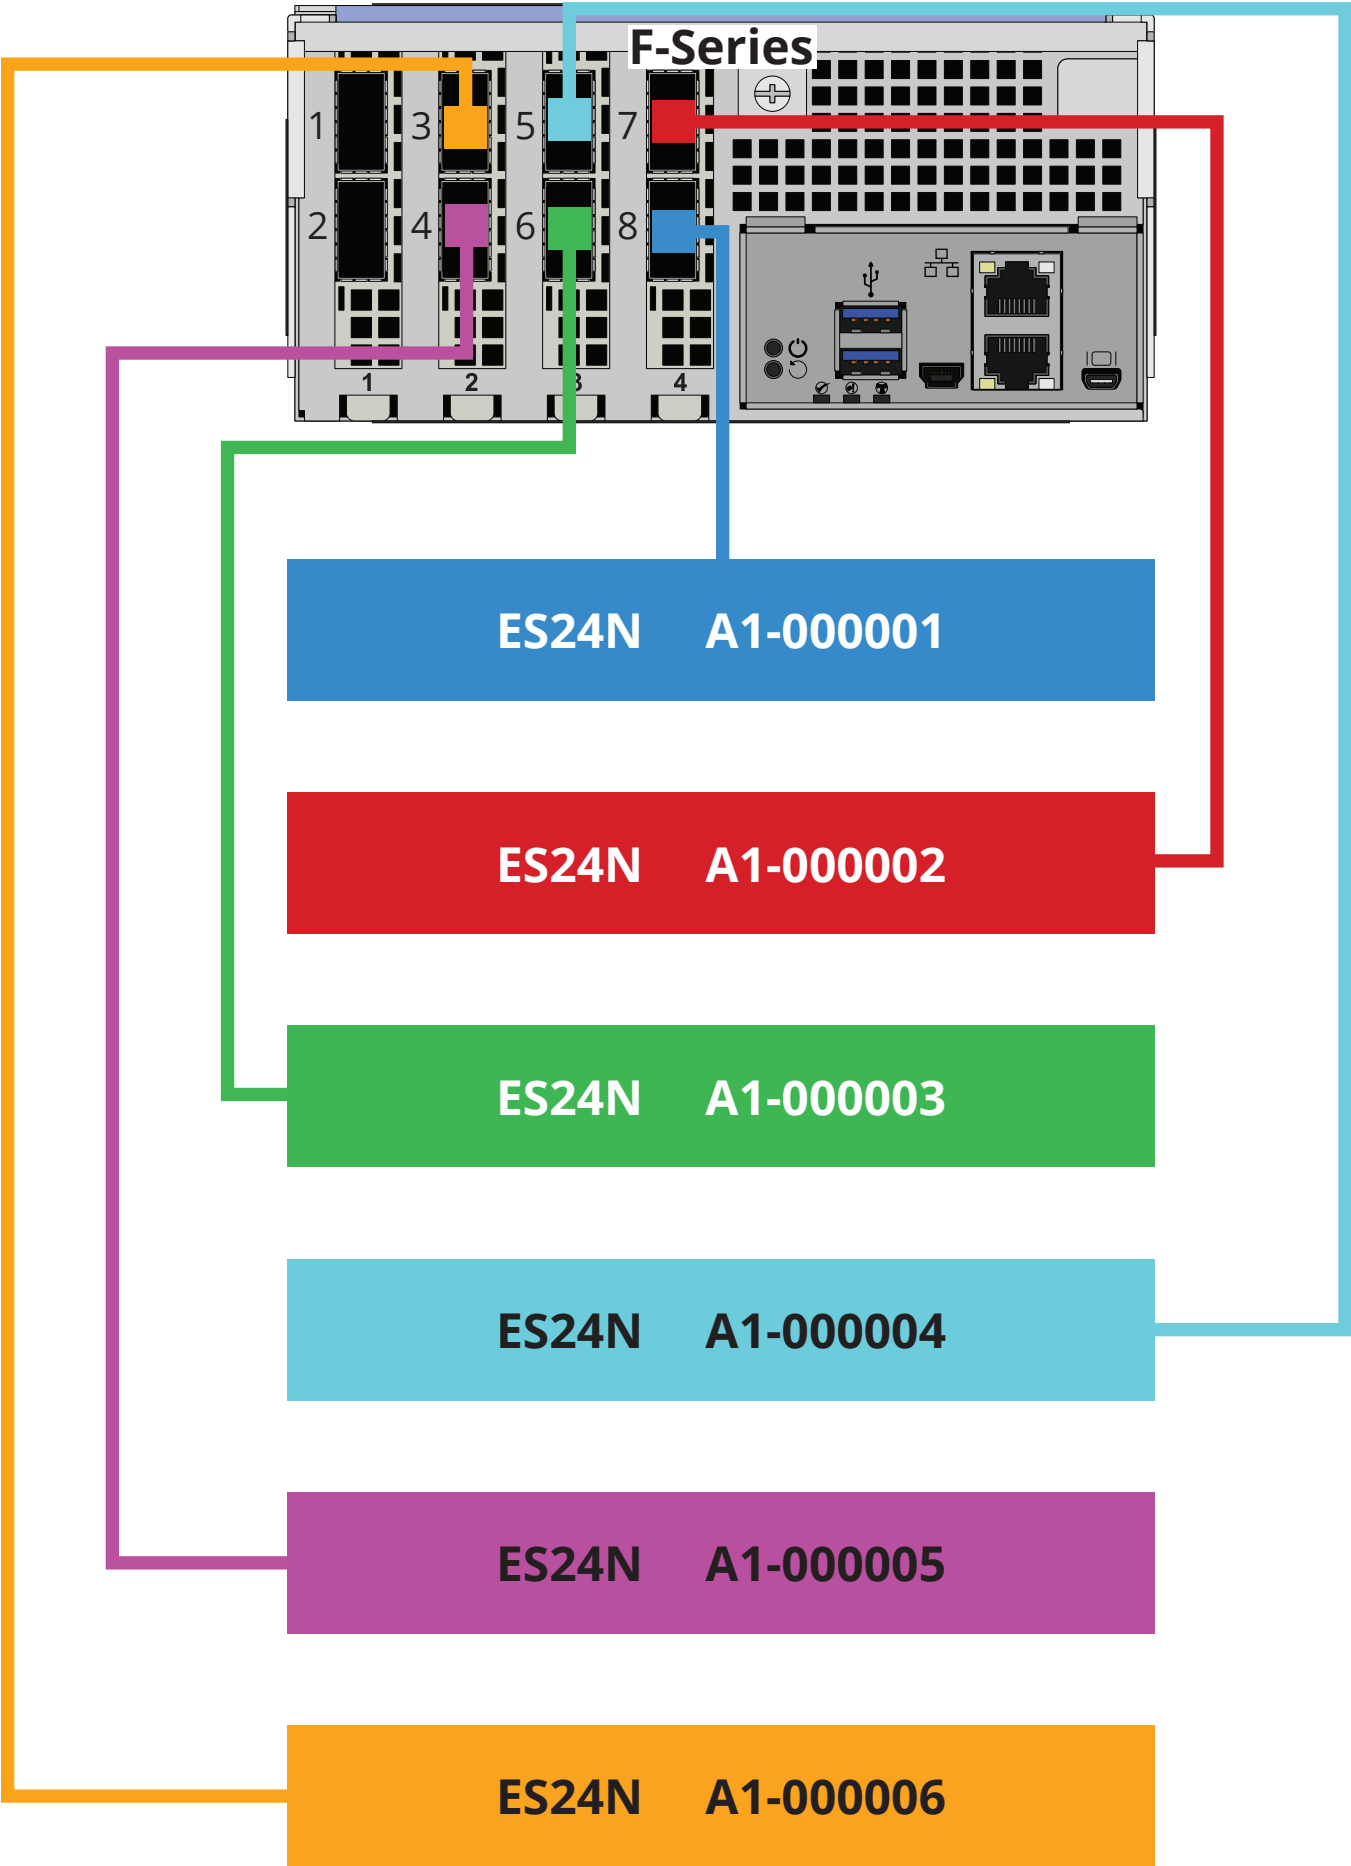 F-Series
1 3 5 7
2 4 6 8
1 2 3 4
ES24N A1-000001
ES24N A1-000002
ES24N A1-000003
ES24N A1-000004
ES24N A1-000005
ES24N A1-000006